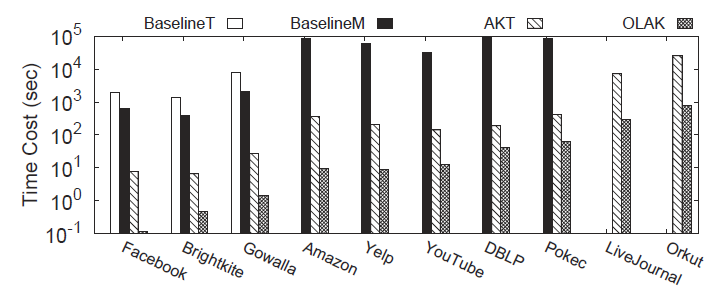 BaselineT BaselineM AKT OLAK
Time Cost (sec)
10^5
10^4
10^3
10^2
10^1
10^0
10^-1
Facebook Brightkite Gowalla Amazon Yelp YouTube DBLP Pokec LiveJournal Orkut